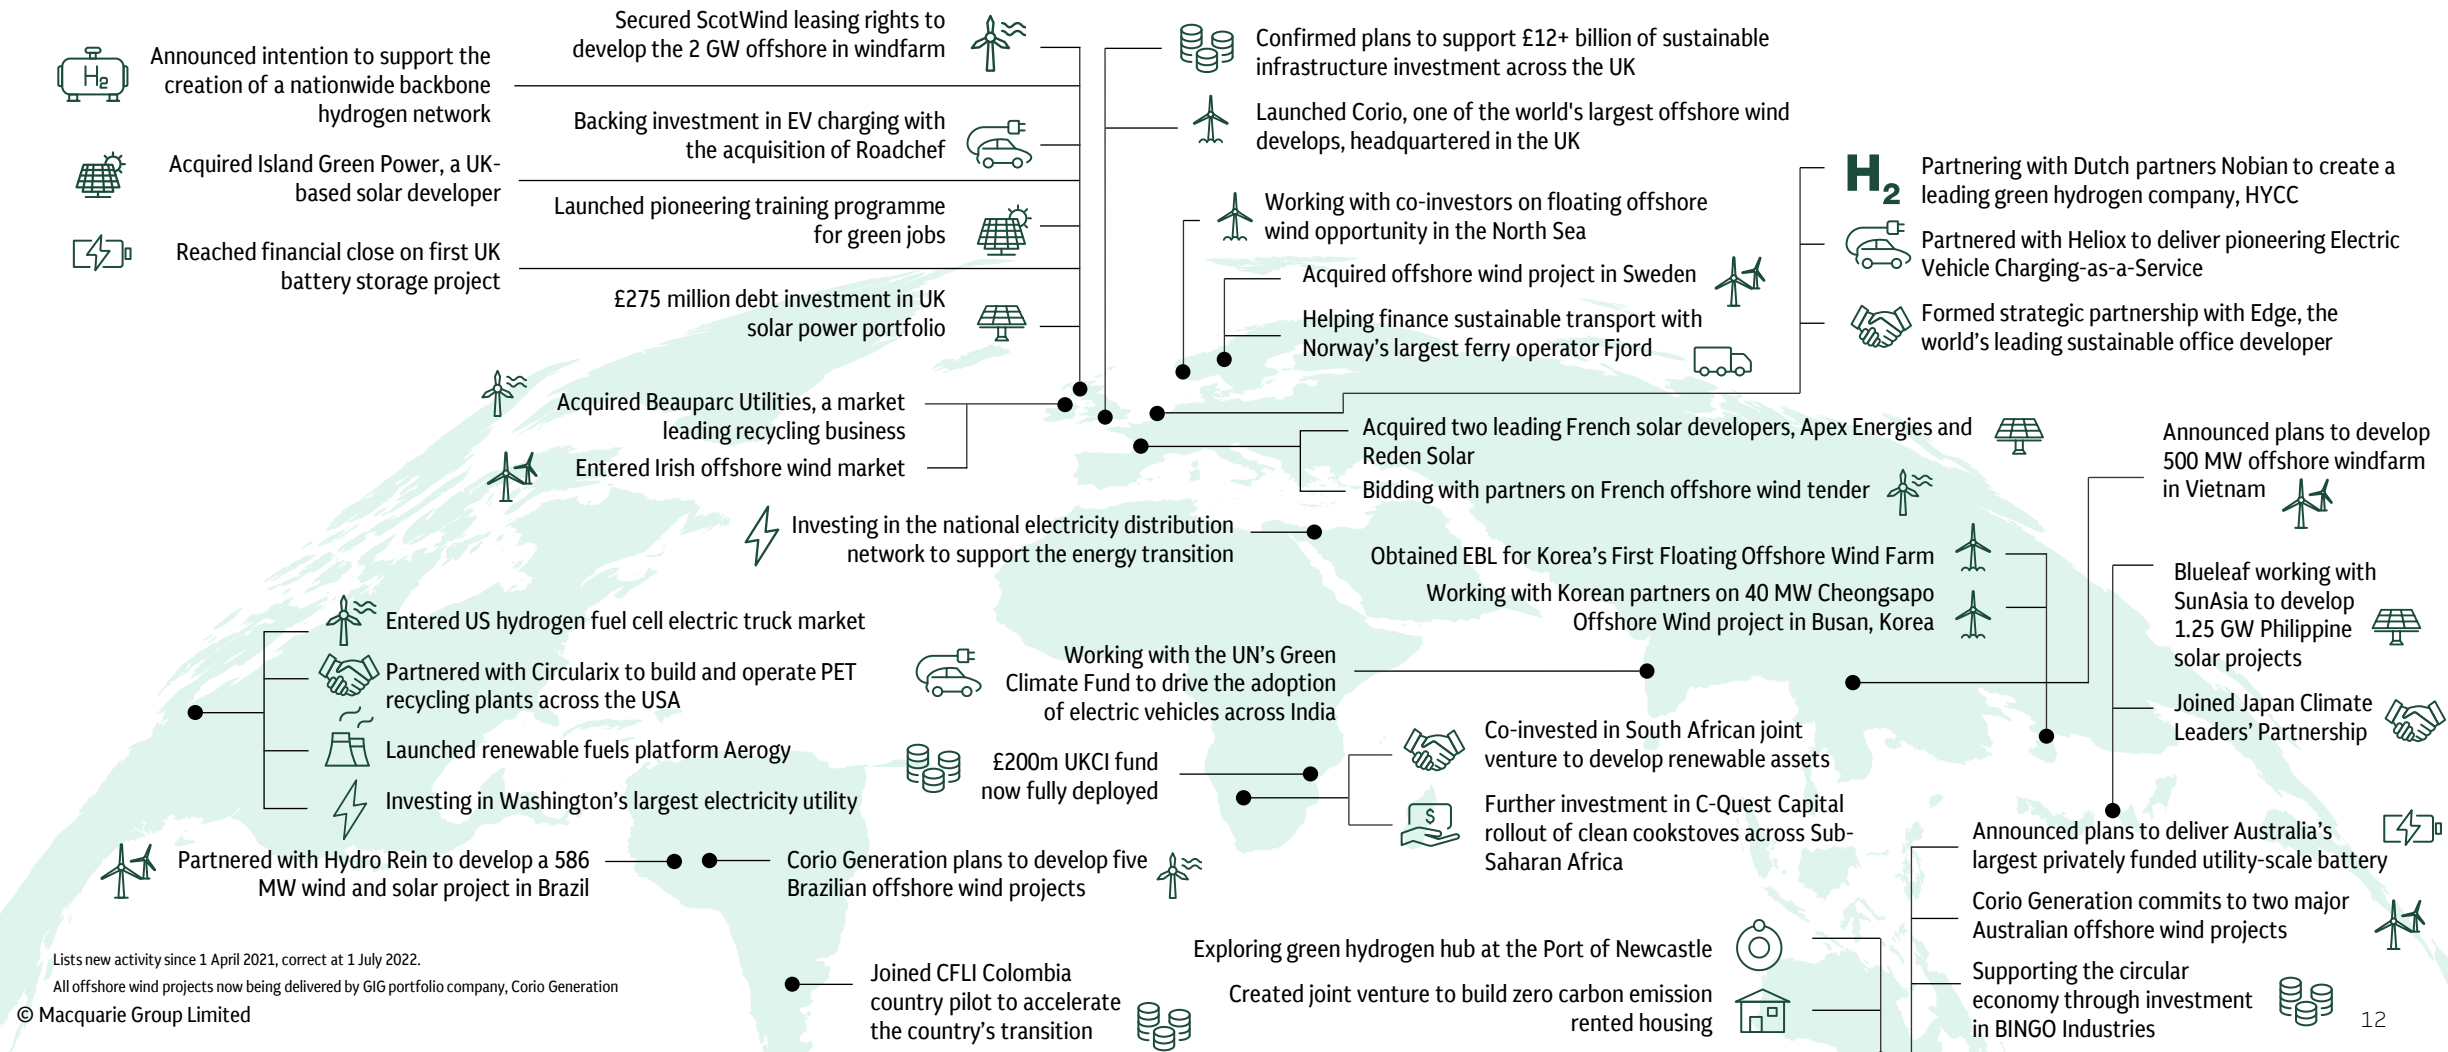 Secured ScotWind leasing rights to
develop the 2 GW offshore in windfarm
Announced intention to support the
creation of a nationwide backbone
hydrogen network
H2
Backing investment in EV charging with
the acquisition of Roadchef
Acquired Island Green Power, a UK-
based solar developer
Launched pioneering training programme
for green jobs
Reached financial close on first UK
battery storage project
£275 million debt investment in UK
solar power portfolio
Acquired Beauparc Utilities, a market
leading recycling business
Entered Irish offshore wind market
Confirmed plans to support £12+ billion of sustainable
infrastructure investment across the UK
Launched Corio, one of the world's largest offshore wind
develops, headquartered in the UK
Working with co-investors on floating offshore
wind opportunity in the North Sea
Acquired offshore wind project in Sweden
Helping finance sustainable transport with
Norway’s largest ferry operator Fjord
H2
Partnering with Dutch partners Nobian to create a
leading green hydrogen company, HYCC
Partnered with Heliox to deliver pioneering Electric
Vehicle Charging-as-a-Service
Formed strategic partnership with Edge, the
world’s leading sustainable office developer
Acquired two leading French solar developers, Apex Energies and
Reden Solar
Bidding with partners on French offshore wind tender
Announced plans to develop
500 MW offshore windfarm
in Vietnam
Investing in the national electricity distribution
network to support the energy transition
Obtained EBL for Korea’s First Floating Offshore Wind Farm
Working with Korean partners on 40 MW Cheongsapo
Offshore Wind project in Busan, Korea
Blueleaf working with
SunAsia to develop
1.25 GW Philippine
solar projects
Joined Japan Climate
Leaders’ Partnership
Entered US hydrogen fuel cell electric truck market
Partnered with Circularix to build and operate PET
recycling plants across the USA
Launched renewable fuels platform Aerogy
Investing in Washington’s largest electricity utility
Working with the UN’s Green
Climate Fund to drive the adoption
of electric vehicles across India
£200m UKCI fund
now fully deployed
Co-invested in South African joint
venture to develop renewable assets
$
Further investment in C-Quest Capital
rollout of clean cookstoves across Sub-
Saharan Africa
Partnered with Hydro Rein to develop a 586
MW wind and solar project in Brazil
Corio Generation plans to develop five
Brazilian offshore wind projects
Announced plans to deliver Australia’s
largest privately funded utility-scale battery
Corio Generation commits to two major
Australian offshore wind projects
Exploring green hydrogen hub at the Port of Newcastle
Created joint venture to build zero carbon emission
rented housing
Supporting the circular
economy through investment
in BINGO Industries
Joined CFLI Colombia
country pilot to accelerate
the country’s transition
Lists new activity since 1 April 2021, correct at 1 July 2022.
All offshore wind projects now being delivered by GIG portfolio company, Corio Generation
© Macquarie Group Limited
12